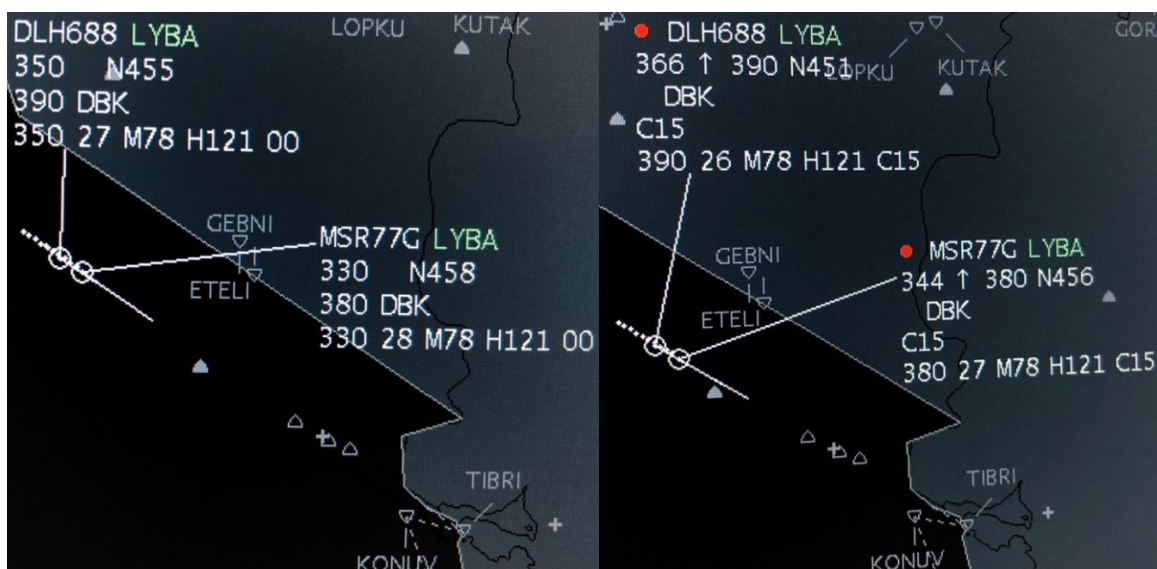 DLH688 LYBA
350 N455
390 DBK
350 27 M78 H121 00
LOPKU
KUTAK
GEBNI
ETELI
MSR77G LYBA
330 N458
380 DBK
330 28 M78 H121 00
TIBRI
KONUV
DLH688 LYBA
366 ↑ 390 N451
DBK
C15
390 26 M78 H121 C15
LOPKU
KUTAK
GEBNI
ETELI
MSR77G LYBA
344 ↑ 380 N456
DBK
C15
380 27 M78 H121 C15
TIBRI
KONUV